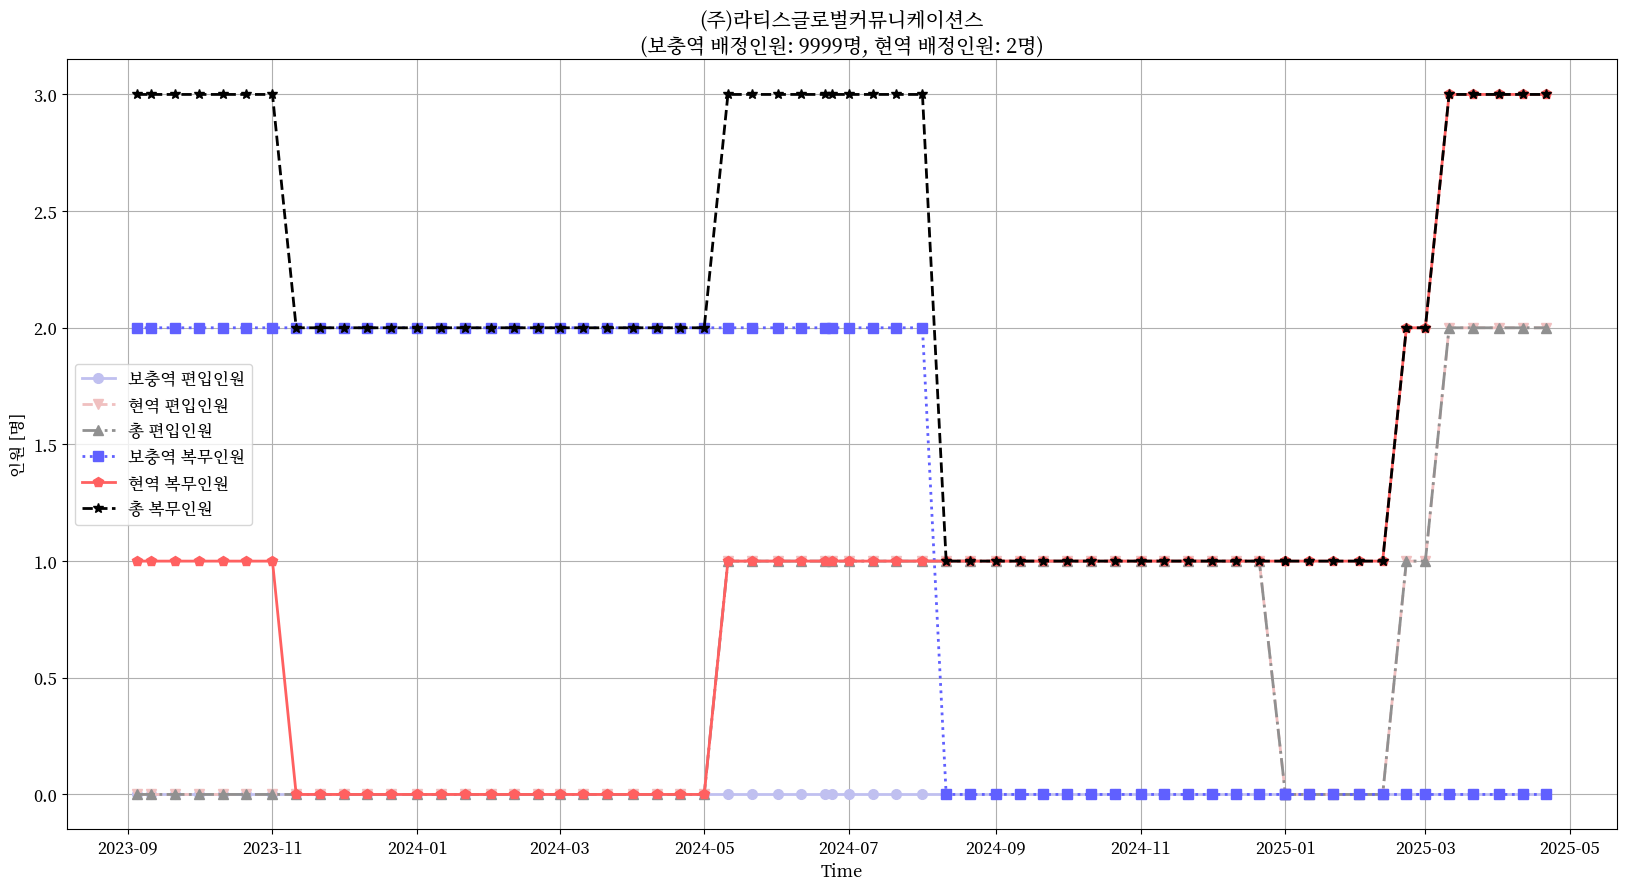 (주)라티스글로벌커뮤니케이션스
(보충역 배정인원: 9999명, 현역 배정인원: 2명)
인원 [명]
3.0
2.5
2.0
1.5
1.0
0.5
0.0
보충역 편입인원
현역 편입인원
총 편입인원
보충역 복무인원
현역 복무인원
총 복무인원
2023-09 2023-11 2024-01 2024-03 2024-05 2024-07 2024-09 2024-11 2025-01 2025-03 2025-05
Time